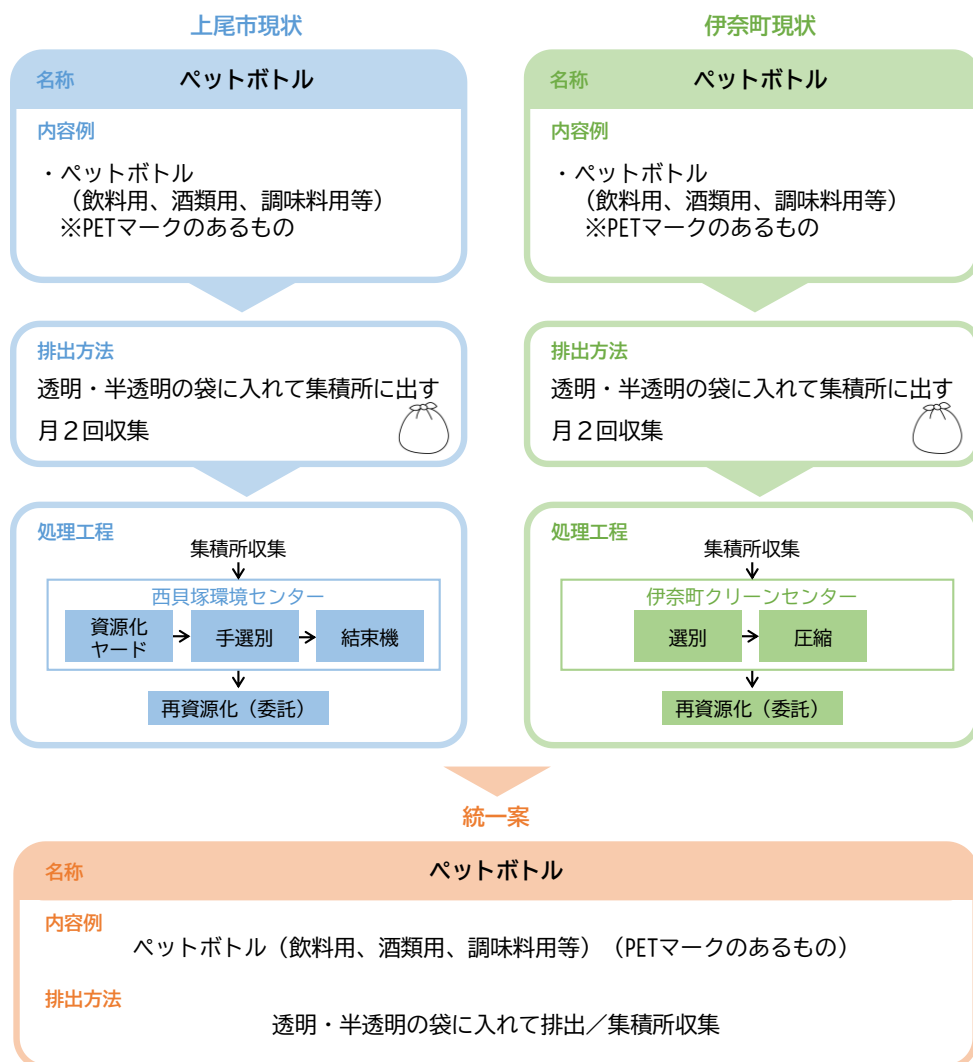 上尾市現状
名称 ペットボトル
内容例
・ペットボトル
（飲料用、酒類用、調味料用等）
※PETマークのあるもの
排出方法
透明・半透明の袋に入れて集積所に出す
月２回収集
処理工程
集積所収集
西貝塚環境センター
資源化
ヤード
手選別
結束機
再資源化（委託）
伊奈町現状
名称 ペットボトル
内容例
・ペットボトル
（飲料用、酒類用、調味料用等）
※PETマークのあるもの
排出方法
透明・半透明の袋に入れて集積所に出す
月２回収集
処理工程
集積所収集
伊奈町クリーンセンター
選別
圧縮
再資源化（委託）
統一案
名称 ペットボトル
内容例
ペットボトル（飲料用、酒類用、調味料用等）（PETマークのあるもの）
排出方法
透明・半透明の袋に入れて排出／集積所収集